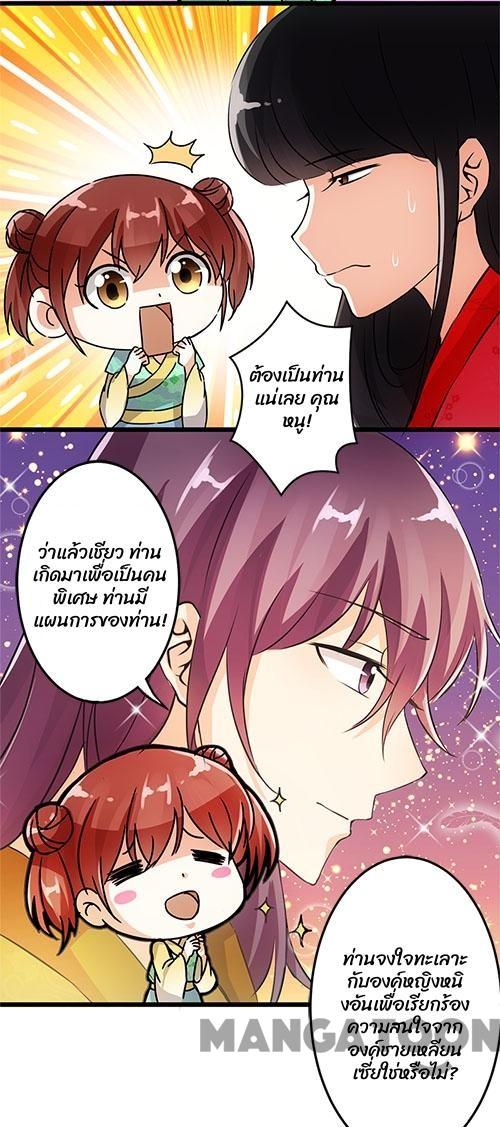 ต้องเป็นท่าน
แน่เลย คุณ
หนู!
ว่าแล้วเชียว ท่าน
เกิดมาเพื่อเป็นคน
พิเศษ ท่านมี
แผนการของท่าน!
ท่านจงใจทะเลาะ
กับองค์หญิงหนิ
งอันเพื่อเรียกร้อง
ความสนใจจาก
องค์ชายเหลียน
เซี่ยใช่หรือไม่?
MANGATOON